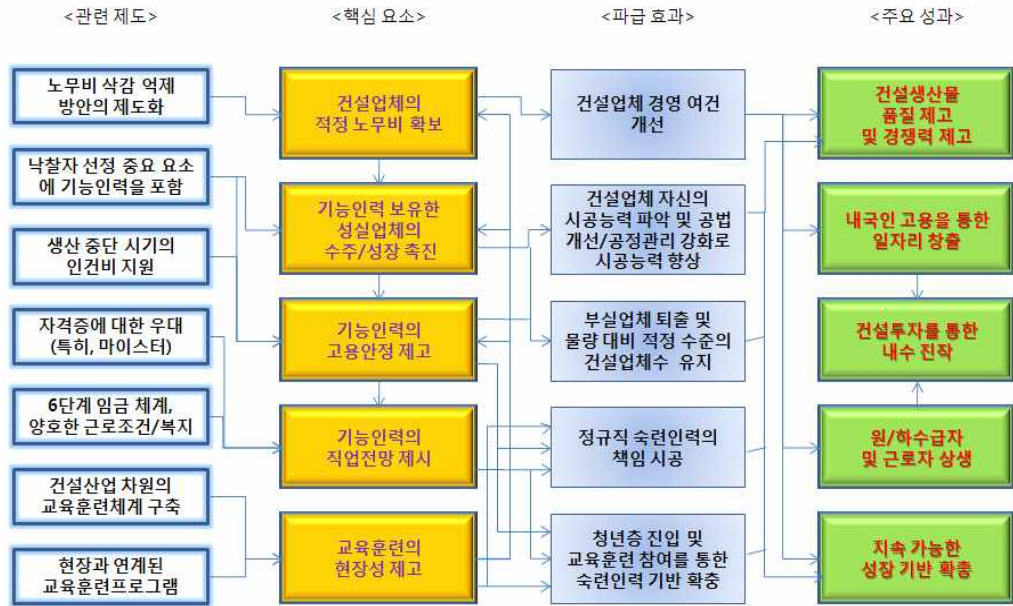 <관련 제도>
<핵심 요소>
<파급 효과>
<주요 성과>
노무비 삭감 억제
방안의 제도화
낙찰자 선정 중요 요소
에 기능인력을 포함
생산 중단 시기의
인건비 지원
자격증에 대한 우대
(특히, 마이스터)
6단계 임금 체계,
양호한 근로조건/복지
건설산업 차원의
교육훈련체계 구축
현장과 연계된
교육훈련프로그램
건설업체의
적정 노무비 확보
기능인력 보유한
성실업체의
수주/성장 촉진
기능인력의
고용안정 제고
기능인력의
직업전망 제시
교육훈련의
현장성 제고
건설업체 경영 여건
개선
건설업체 자신의
시공능력 파악 및 공법
개선/공정관리 강화로
시공능력 향상
부실업체 퇴출 및
물량 대비 적정 수준의
건설업체수 유지
정규직 숙련인력의
책임 시공
청년층 진입 및
교육훈련 참여를 통한
숙련인력 기반 확충
건설생산물
품질 제고
및 경쟁력 제고
내국인 고용을 통한
일자리 창출
건설투자를 통한
내수 진작
원/하수급자
및 근로자 상생
지속 가능한
성장 기반 확충